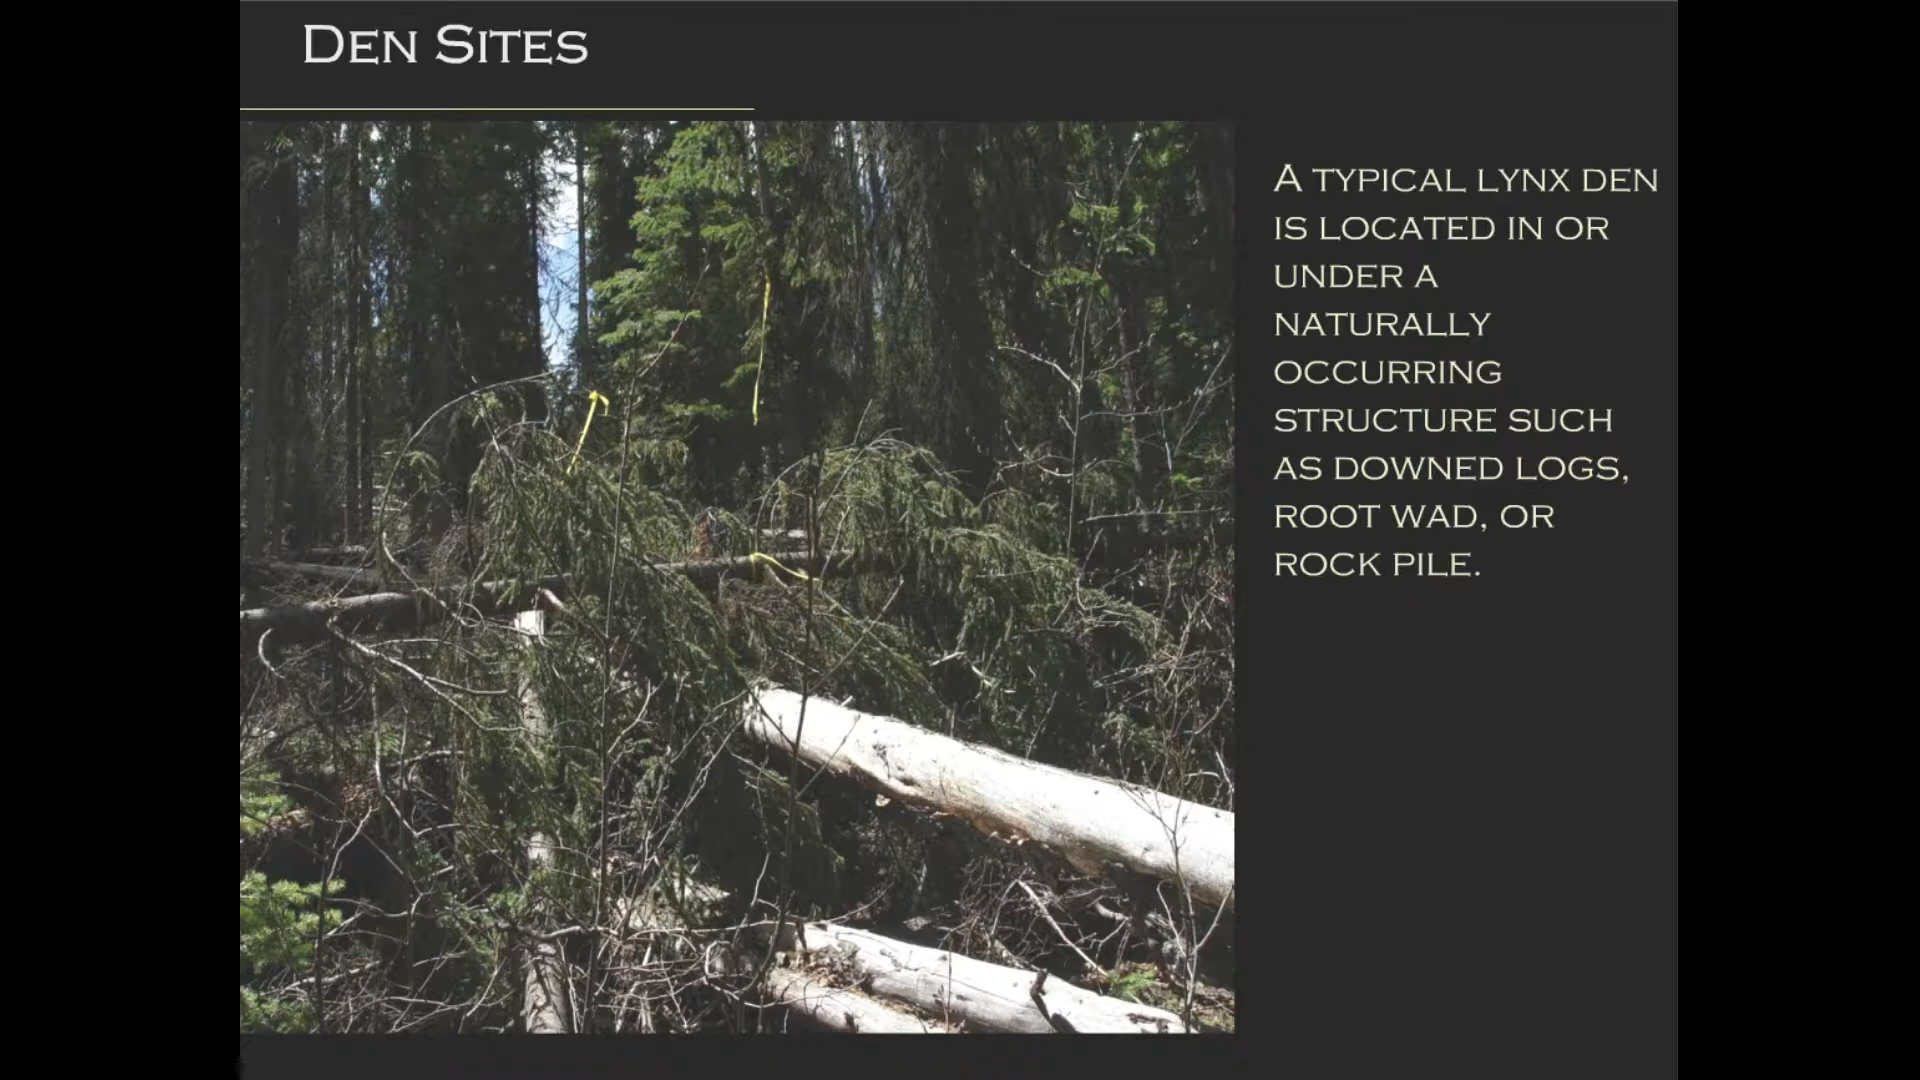 DEN SITES
A TYPICAL LYNX DEN
IS LOCATED IN OR
UNDER A
NATURALLY
OCCURRING
STRUCTURE SUCH
AS DOWNED LOGS,
ROOT WAD, OR
ROCK PILE.